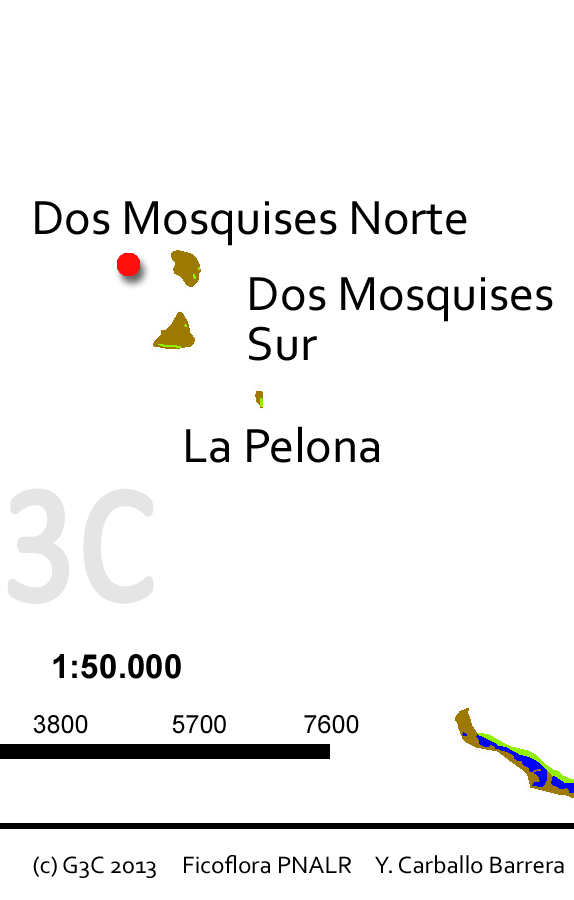 Dos Mosquises Norte
Dos Mosquises
Sur
La Pelona
3C
1:50.000
3800 5700 7600
(c) G3C 2013 Ficoflora PNALR Y. Carballo Barrera